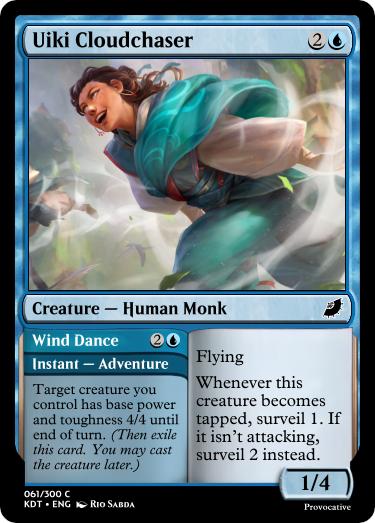 Uiki Cloudchaser 2
Creature — Human Monk
Wind Dance 2
Instant — Adventure
Target creature you
control has base power
and toughness 4/4 until
end of turn. (Then exile
this card. You may cast
the creature later.)
Flying
Whenever this
creature becomes
tapped, surveil 1. If
it isn't attacking,
surveil 2 instead.
1/4
061/300 C
KDT • ENG Rio Sabda
Provocative